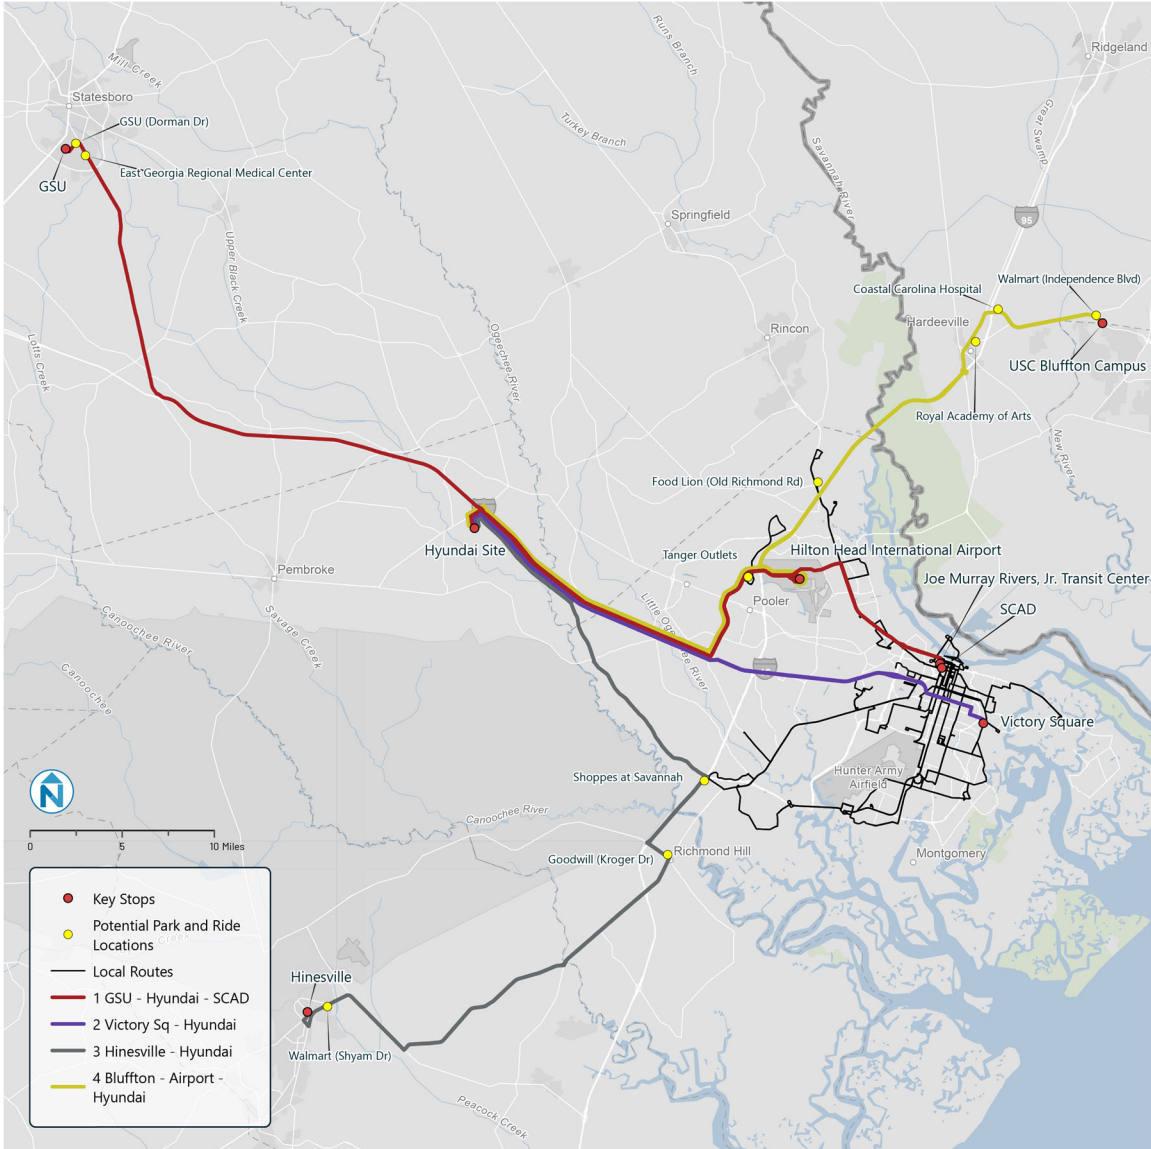 Runs Branch
Ridgeland
Mill Creek
Statesboro
Great Swamp
GSU (Dorman Dr)
Turkey Branch
Savannah River
East Georgia Regional Medical Center
GSU
Springfield
95
Upper Black Creek
Walmart (Independence Blvd)
Coastal Carolina Hospital
Hardeeville
Rincon
Ogeechee River
Lotts Creek
USC Bluffton Campus
Royal Academy of Arts
New River
Food Lion (Old Richmond Rd)
Hyundai Site
Tanger Outlets
Hilton Head International Airport
Pembroke
Joe Murray Rivers, Jr. Transit Center
Pooler
SCAD
Little Ogeechee River
Canoochee River
Savage Creek
Canoochee
Victory Square
Shoppes at Savannah
Hunter Army
Airfield
N
Canoochee River
0 5 10 Miles
Richmond Hill
Goodwill (Kroger Dr)
Montgomery
Key Stops
Potential Park and Ride
Locations
Local Routes
1 GSU - Hyundai - SCAD
2 Victory Sq - Hyundai
3 Hinesville - Hyundai
4 Bluffton - Airport -
Hyundai
Hinesville
Walmart (Shyam Dr)
Peacock Creek